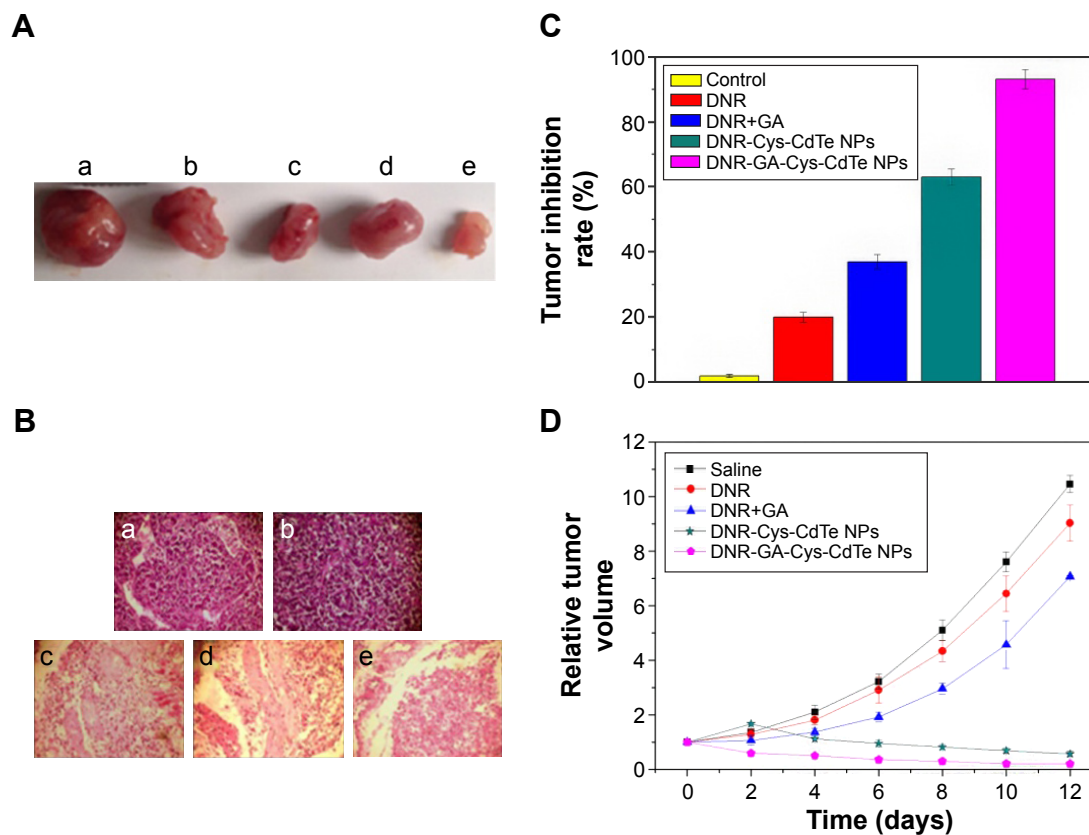 A
a b c d e
B
a b
c d e
C
Tumor inhibition
rate (%)
100
80
60
40
20
0
Control
DNR
DNR+GA
DNR-Cys-CdTe NPs
DNR-GA-Cys-CdTe NPs
D
Relative tumor
volume
12
10
8
6
4
2
0
Saline
DNR
DNR+GA
DNR-Cys-CdTe NPs
DNR-GA-Cys-CdTe NPs
0 2 4 6 8 10 12
Time (days)